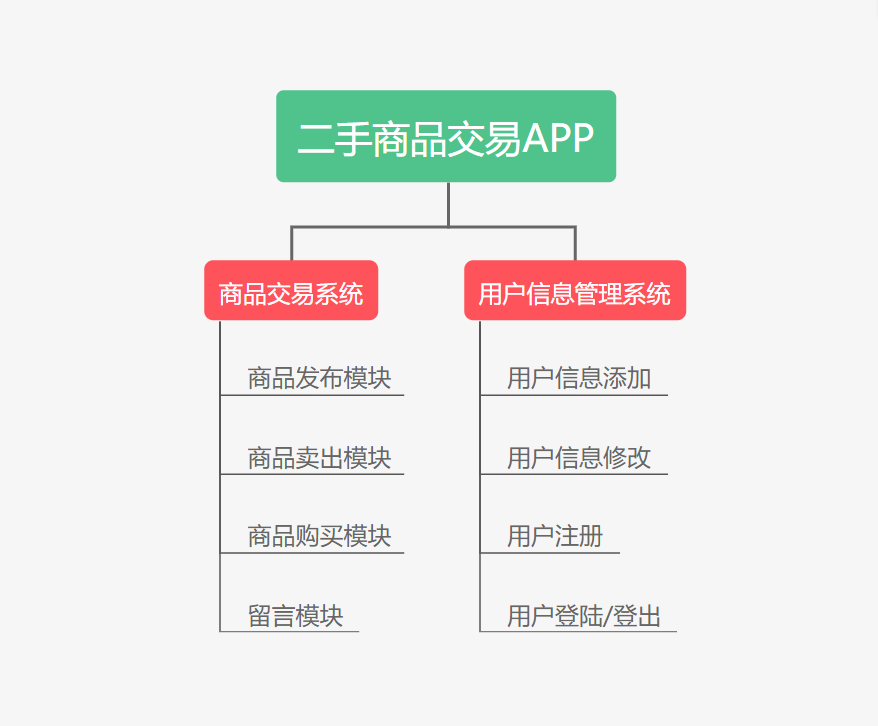 二手商品交易APP
商品交易系统
商品发布模块
商品卖出模块
商品购买模块
留言模块
用户信息管理系统
用户信息添加
用户信息修改
用户注册
用户登陆/登出